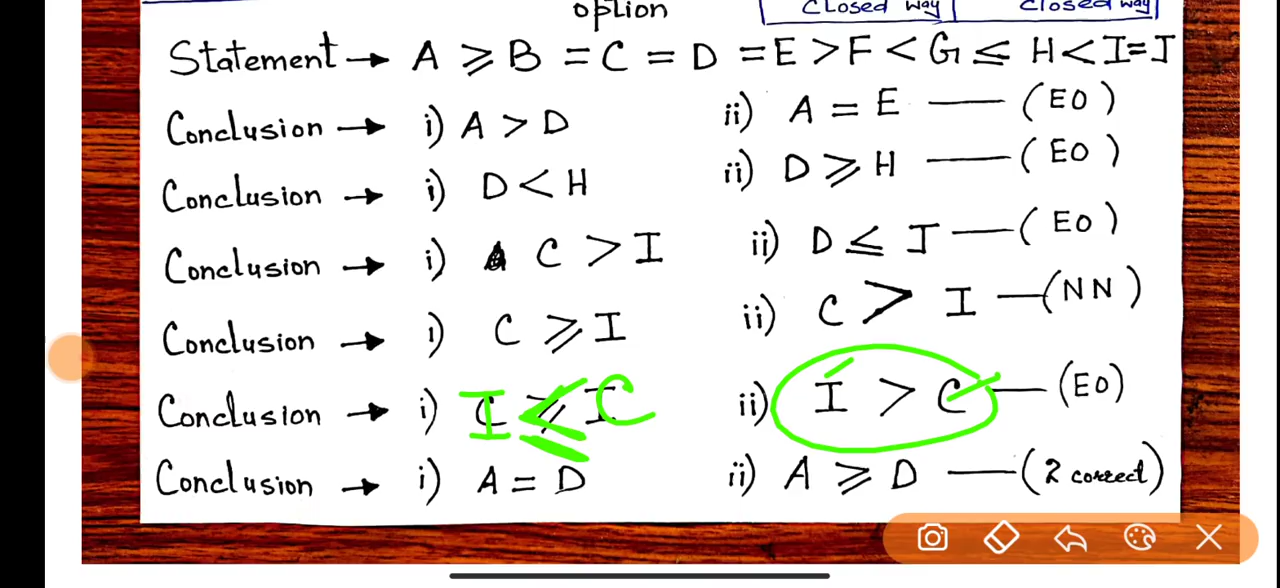 option
Closed way
Closed way
Statement → A ⩾ B = C = D = E > F < G ≤ H < I = J
Conclusion → i) A > D ii) A = E — (EO)
Conclusion → i) D < H ii) D ⩾ H — (EO)
Conclusion → i) C > I ii) D ≤ J — (EO)
Conclusion → i) C ⩾ I ii) C > I — (NN)
Conclusion → i) C ⩾ I ii) I > C — (EO)
I ≤ C
Conclusion → i) A = D ii) A ⩾ D — (2 correct)